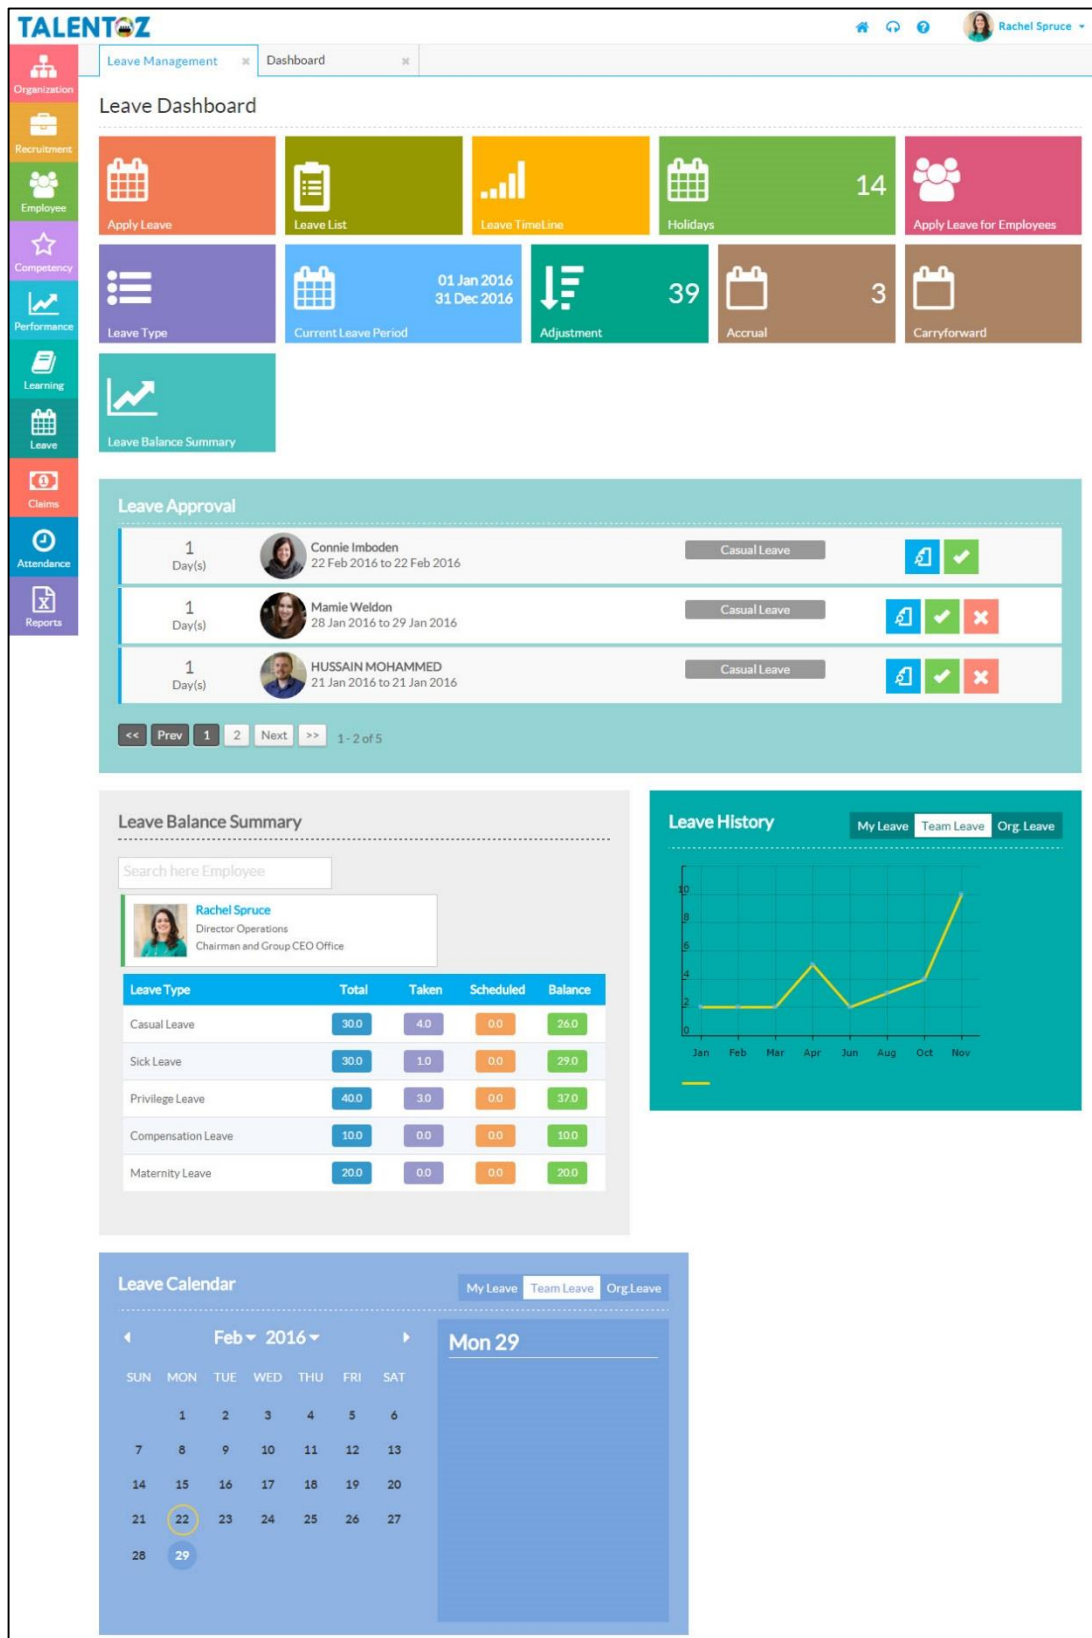 TALENTOZ
Rachel Spruce
Leave Management
Dashboard
Organization
Recruitment
Employee
Competency
Performance
Learning
Leave
Claims
Attendance
Reports
Leave Dashboard
Apply Leave
Leave List
Leave TimeLine
Holidays 14
Apply Leave for Employees
Leave Type
01 Jan 2016
31 Dec 2016
Current Leave Period
Adjustment 39
Accrual 3
Carryforward
Leave Balance Summary
Leave Approval
1 Connie Imboden Casual Leave
Day(s) 22 Feb 2016 to 22 Feb 2016
1 Mamie Weldon Casual Leave
Day(s) 28 Jan 2016 to 29 Jan 2016
1 HUSSAIN MOHAMMED Casual Leave
Day(s) 21 Jan 2016 to 21 Jan 2016
<< Prev 1 2 Next >> 1 - 2 of 5
Leave Balance Summary
Search here Employee
Rachel Spruce
Director Operations
Chairman and Group CEO Office
Leave Type Total Taken Scheduled Balance
Casual Leave 30.0 4.0 0.0 26.0
Sick Leave 30.0 1.0 0.0 29.0
Privilege Leave 40.0 3.0 0.0 37.0
Compensation Leave 10.0 0.0 0.0 10.0
Maternity Leave 20.0 0.0 0.0 20.0
Leave History
My Leave Team Leave Org. Leave
10
8
6
4
2
0
Jan Feb Mar Apr Jun Aug Oct Nov
Leave Calendar
My Leave Team Leave Org.Leave
Feb 2016
SUN MON TUE WED THU FRI SAT
1 2 3 4 5 6
7 8 9 10 11 12 13
14 15 16 17 18 19 20
21 22 23 24 25 26 27
28 29
Mon 29